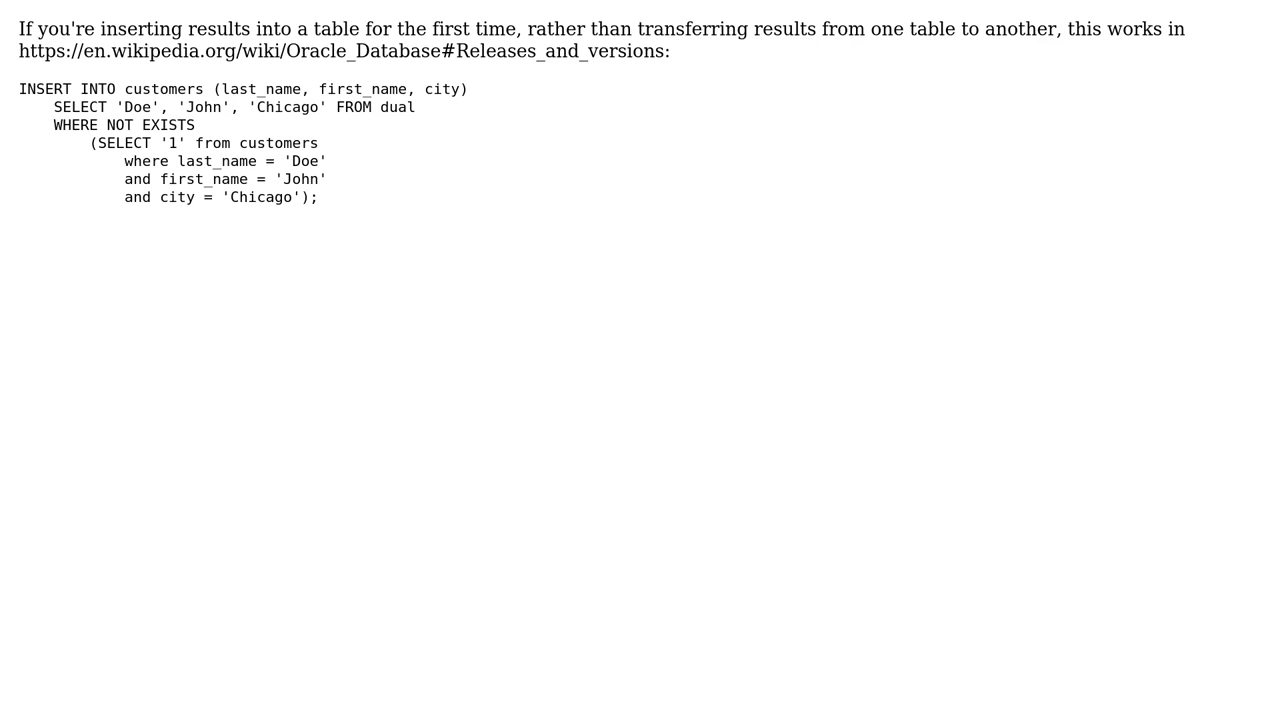 If you're inserting results into a table for the first time, rather than transferring results from one table to another, this works in
https://en.wikipedia.org/wiki/Oracle_Database#Releases_and_versions:
INSERT INTO customers (last_name, first_name, city)
    SELECT 'Doe', 'John', 'Chicago' FROM dual
    WHERE NOT EXISTS
        (SELECT '1' from customers
            where last_name = 'Doe'
            and first_name = 'John'
            and city = 'Chicago');